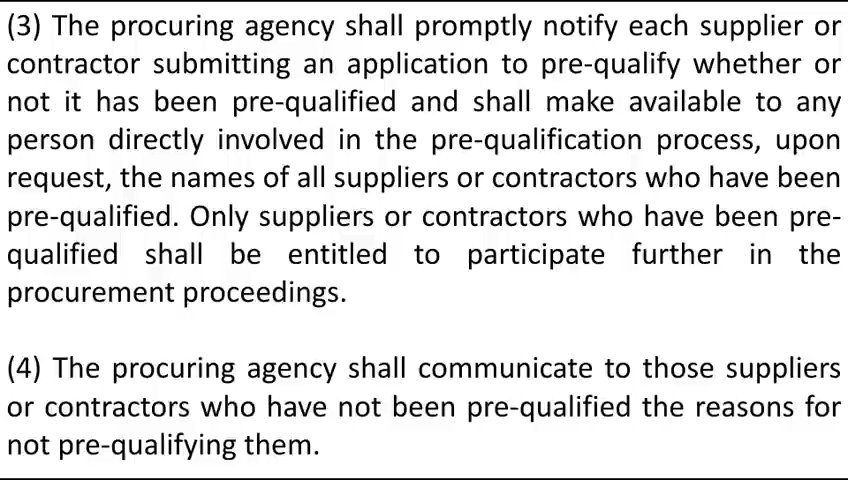 (3) The procuring agency shall promptly notify each supplier or
contractor submitting an application to pre-qualify whether or
not it has been pre-qualified and shall make available to any
person directly involved in the pre-qualification process, upon
request, the names of all suppliers or contractors who have been
pre-qualified. Only suppliers or contractors who have been pre-
qualified shall be entitled to participate further in the
procurement proceedings.
(4) The procuring agency shall communicate to those suppliers
or contractors who have not been pre-qualified the reasons for
not pre-qualifying them.